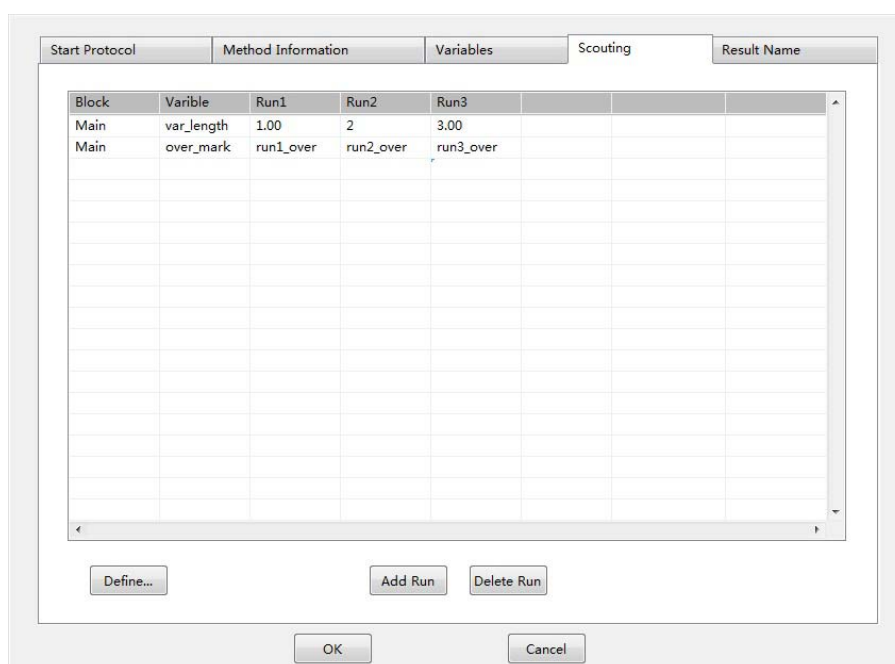 Start Protocol Method Information Variables Scouting Result Name
Block Varible Run1 Run2 Run3
Main var_length 1.00 2 3.00
Main over_mark run1_over run2_over run3_over
Define... Add Run Delete Run
OK Cancel